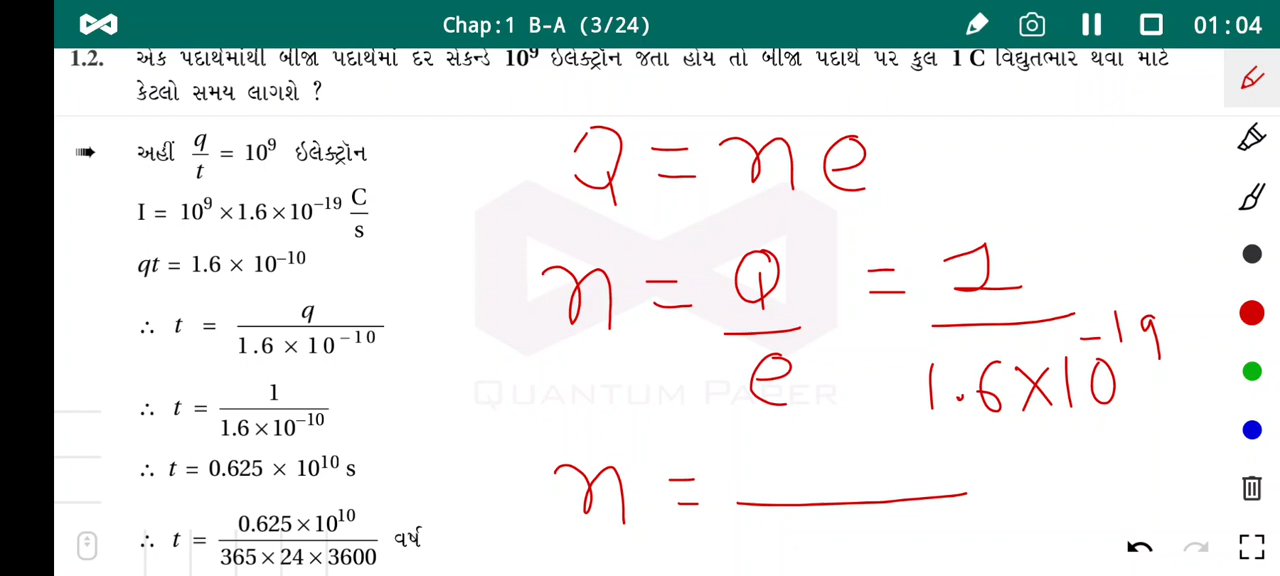 Chap:1 B-A (3/24)
01:04
1.2. એક પદાર્થમાંથી બીજા પદાર્થમાં દર સેકન્ડે 10⁹ ઇલેક્ટ્રૉન જતા હોય તો બીજા પદાર્થ પર કુલ 1 C વિદ્યુતભાર થવા માટે
કેટલો સમય લાગશે ?
અહીં q/t = 10⁹ ઇલેક્ટ્રૉન
I = 10⁹ × 1.6 × 10⁻¹⁹ C/s
qt = 1.6 × 10⁻¹⁰
∴ t = q / 1.6 × 10⁻¹⁰
∴ t = 1 / 1.6 × 10⁻¹⁰
∴ t = 0.625 × 10¹⁰ s
∴ t = 0.625 × 10¹⁰ / 365 × 24 × 3600 વર્ષ
Q = n e
n = Q / e = 1 / 1.6 × 10⁻¹⁹
n =
QUANTUM PAPER